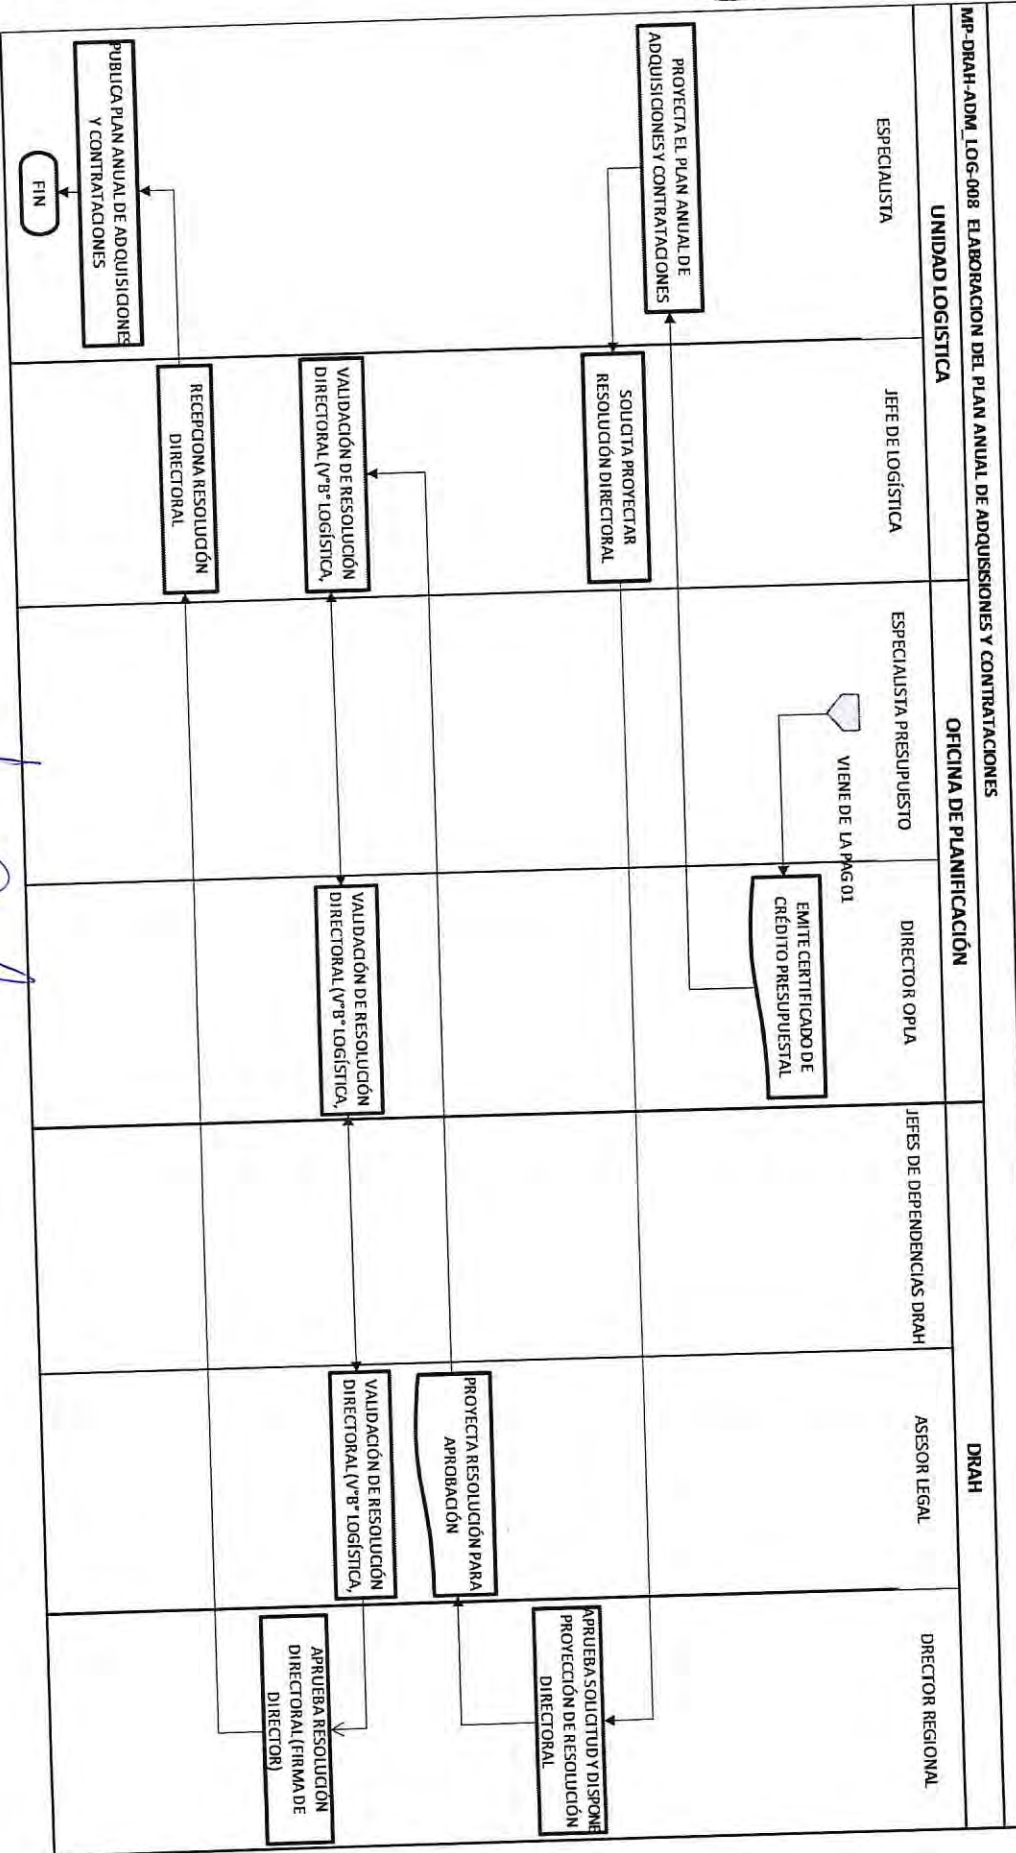 MP-DRAH-ADM_LOG-008 ELABORACION DEL PLAN ANUAL DE ADQUISISIONES Y CONTRATACIONES
UNIDAD LOGISTICA
OFICINA DE PLANIFICACIÓN
DRAH
ESPECIALISTA
JEFE DE LOGÍSTICA
ESPECIALISTA PRESUPUESTO
DIRECTOR OPLA
JEFES DE DEPENDENCIAS DRAH
ASESOR LEGAL
DRECTOR REGIONAL
VIENE DE LA PAG 01
EMITE CERTIFICADO DE
CRÉDITO PRESUPUESTAL
PROYECTA EL PLAN ANUAL DE
ADQUISICIONES Y CONTRATACIONES
SOLICITA PROYECTAR
RESOLUCIÓN DIRECTORAL
APRUEBA SOLICITUD Y DISPONE
PROYECCIÓN DE RESOLUCIÓN
DIRECTORAL
PROYECTA RESOLUCIÓN PARA
APROBACIÓN
VALIDACIÓN DE RESOLUCIÓN
DIRECTORAL (V°B° LOGÍSTICA,
VALIDACIÓN DE RESOLUCIÓN
DIRECTORAL (V°B° LOGÍSTICA,
VALIDACIÓN DE RESOLUCIÓN
DIRECTORAL (V°B° LOGÍSTICA,
APRUEBA RESOLUCIÓN
DIRECTORAL (FIRMA DE
DIRECTOR)
RECEPCIONA RESOLUCIÓN
DIRECTORAL
PUBLICA PLAN ANUAL DE ADQUISICIONES
Y CONTRATACIONES
FIN